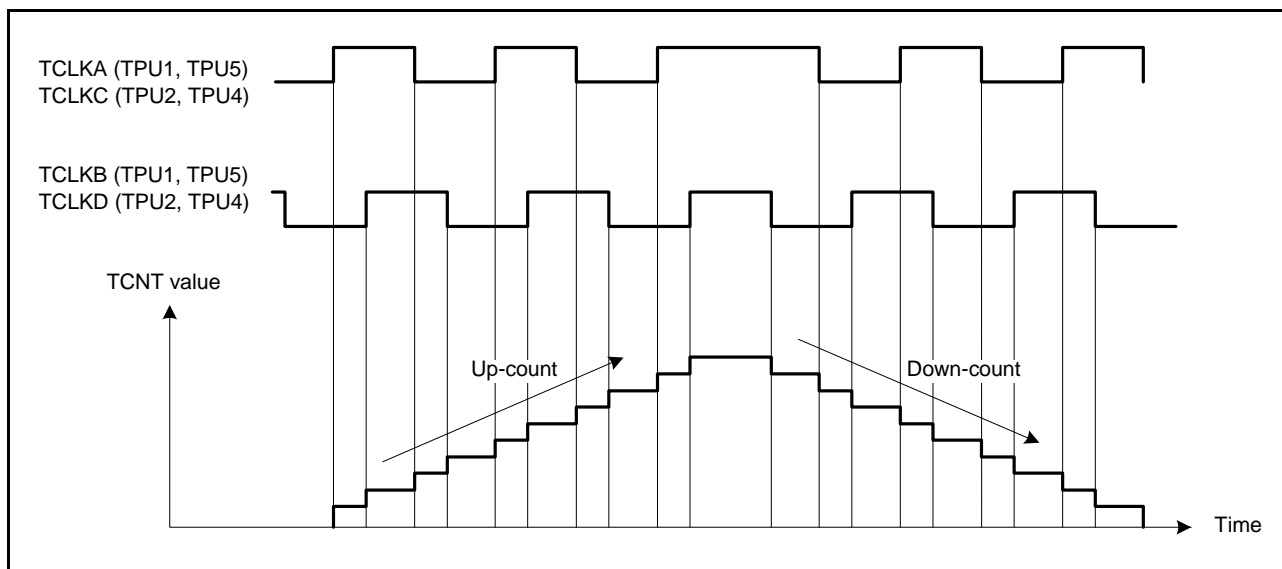 TCLKA (TPU1, TPU5)
TCLKC (TPU2, TPU4)
TCLKB (TPU1, TPU5)
TCLKD (TPU2, TPU4)
TCNT value
Up-count
Down-count
Time